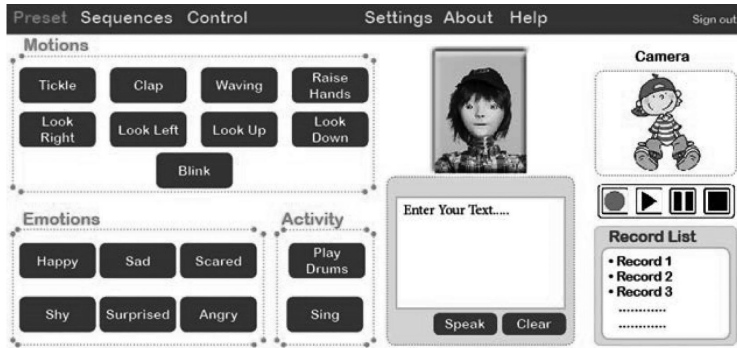 Preset Sequences Control Settings About Help Sign out
Motions
Tickle
Clap
Waving
Raise
Hands
Look
Right
Look Left
Look Up
Look
Down
Blink
Emotions
Happy
Sad
Scared
Shy
Surprised
Angry
Activity
Play
Drums
Sing
Enter Your Text.....
Speak
Clear
Camera
Record List
• Record 1
• Record 2
• Record 3
............
............